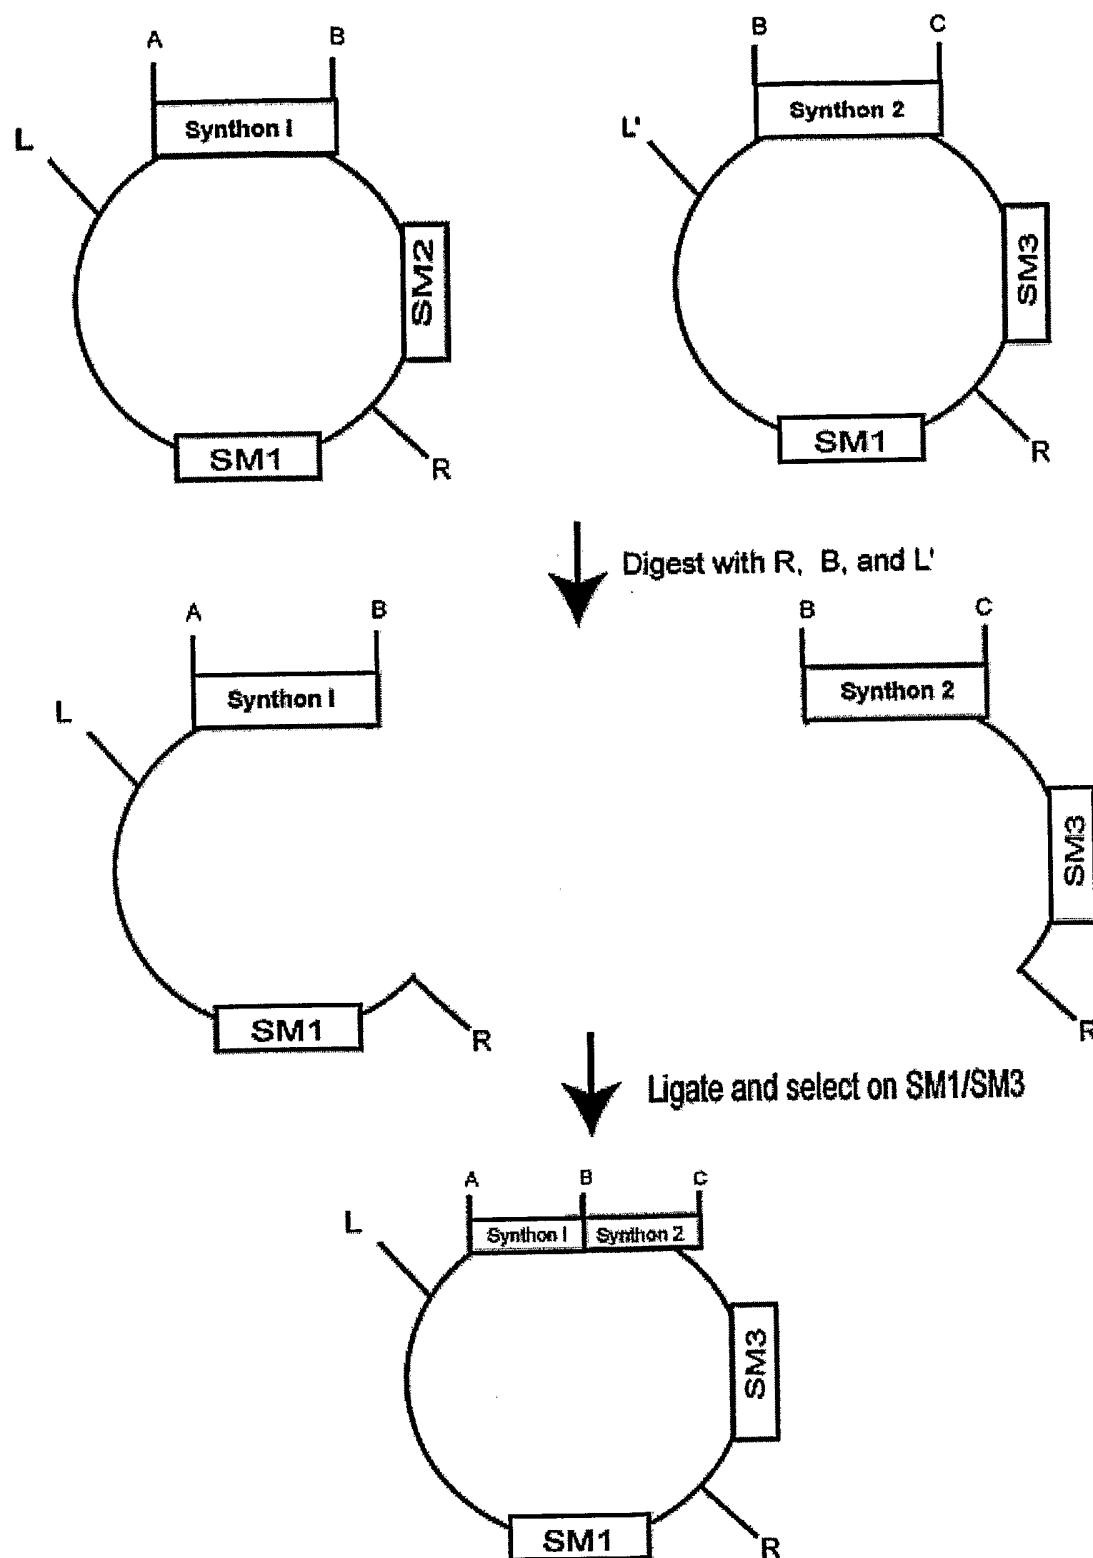 A
B
B
C
L
Synthon I
L'
Synthon 2
SM2
SM3
SM1
R
SM1
R
Digest with R, B, and L'
A
B
B
C
L
Synthon I
Synthon 2
SM3
SM1
R
R
Ligate and select on SM1/SM3
A
B
C
L
Synthon I
Synthon 2
SM3
SM1
R